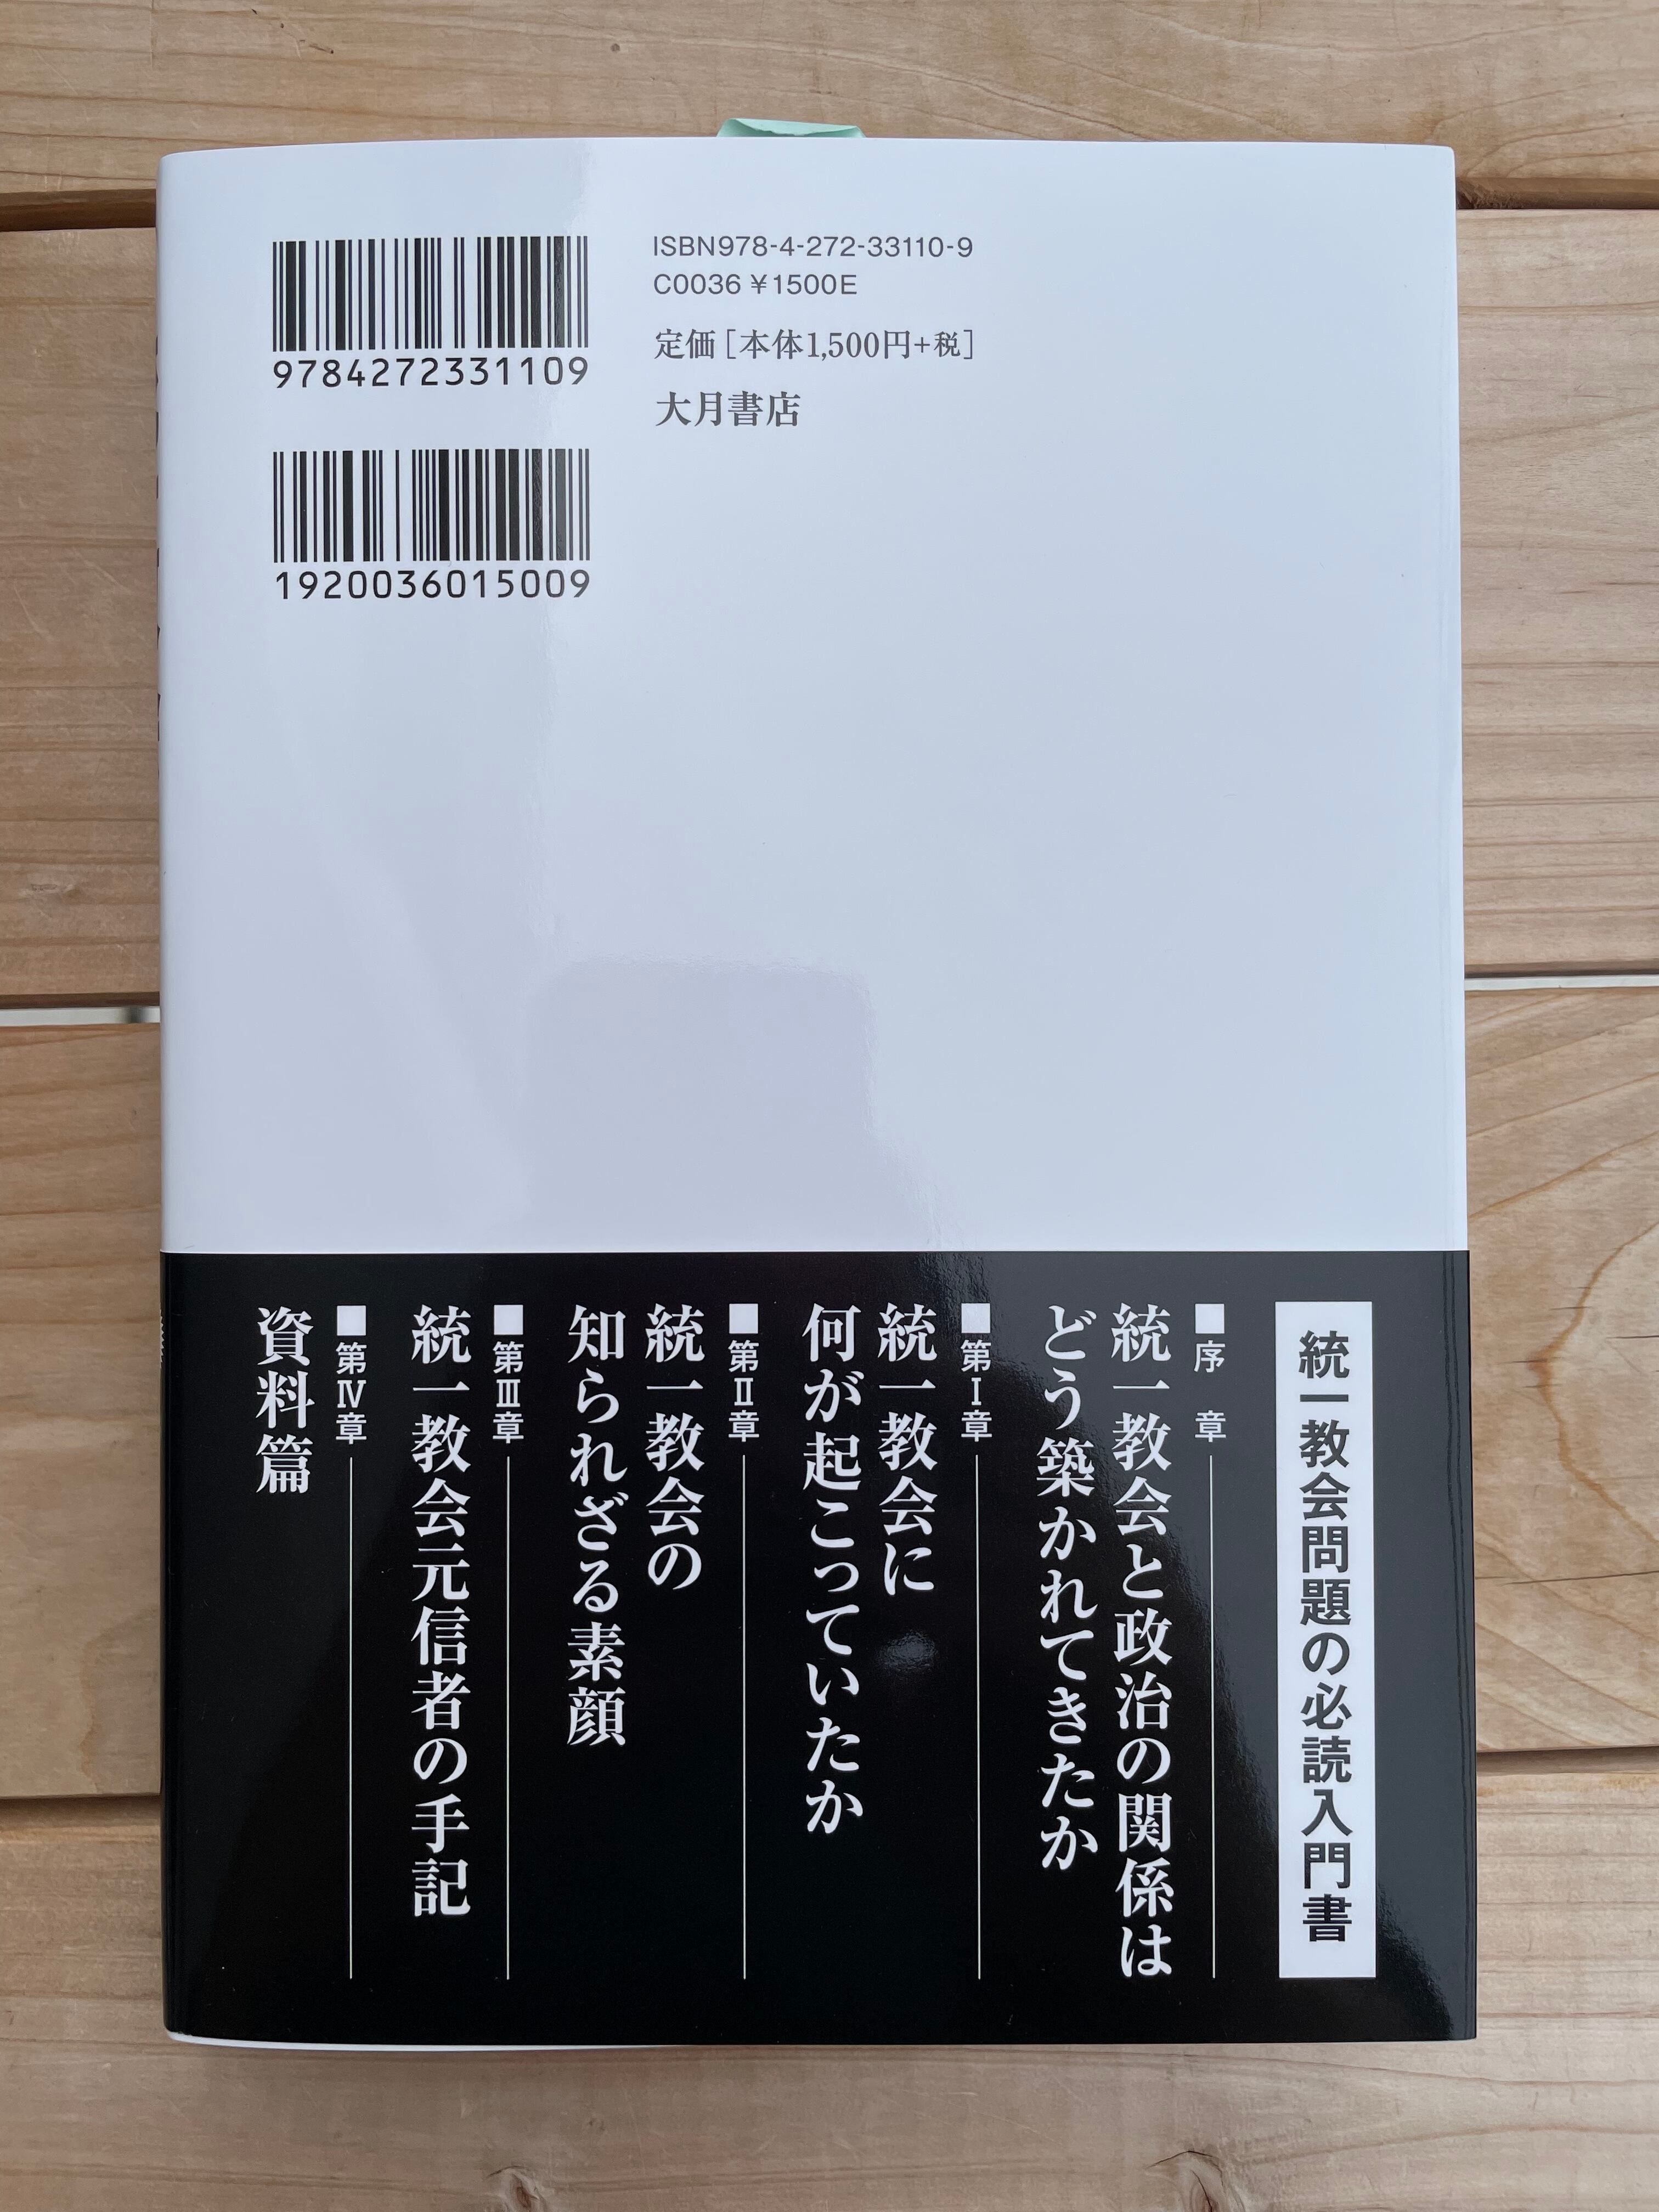 9784272331109
1920036015009
ISBN978-4-272-33110-9
C0036 ¥1500E
定価[本体1,500円+税]
大月書店
統一教会問題の必読入門書
■序 章
統一教会と政治の関係は
どう築かれてきたか
■第Ⅰ章
統一教会に
何が起こっていたか
■第Ⅱ章
統一教会の
知られざる素顔
■第Ⅲ章
統一教会元信者の手記
■第Ⅳ章
資料篇